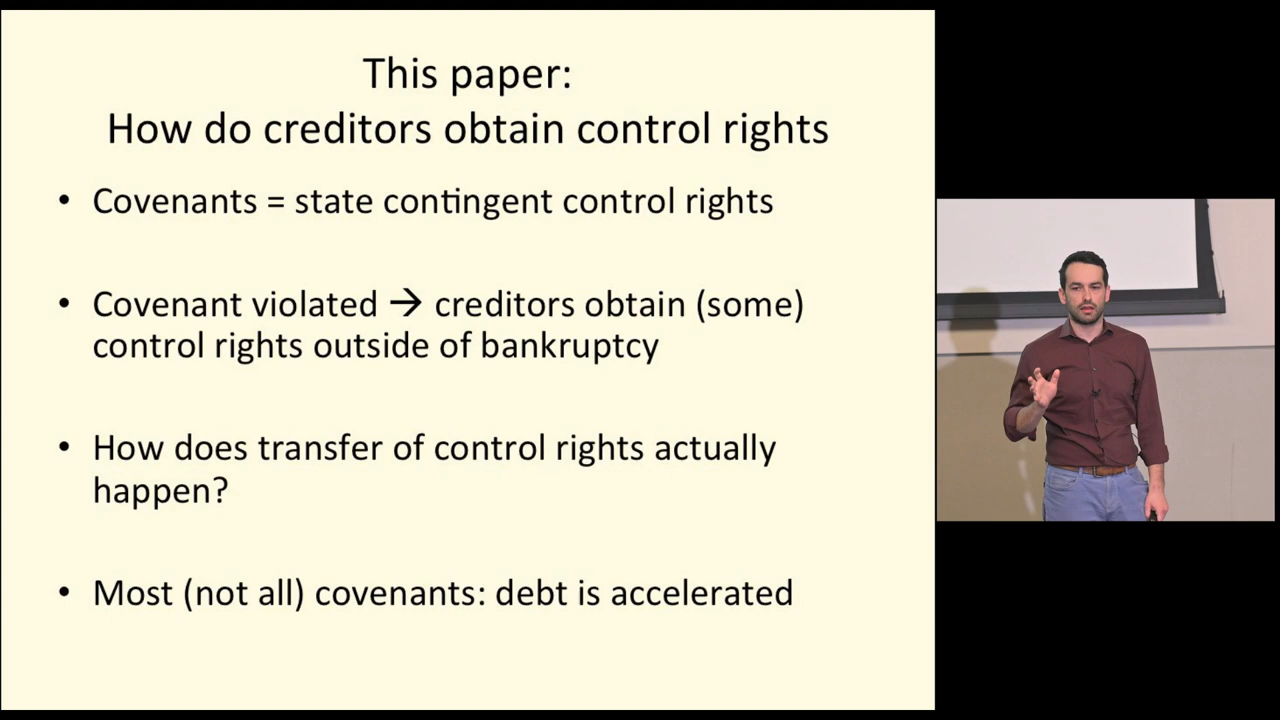 This paper:
How do creditors obtain control rights
• Covenants = state contingent control rights
• Covenant violated → creditors obtain (some)
control rights outside of bankruptcy
• How does transfer of control rights actually
happen?
• Most (not all) covenants: debt is accelerated